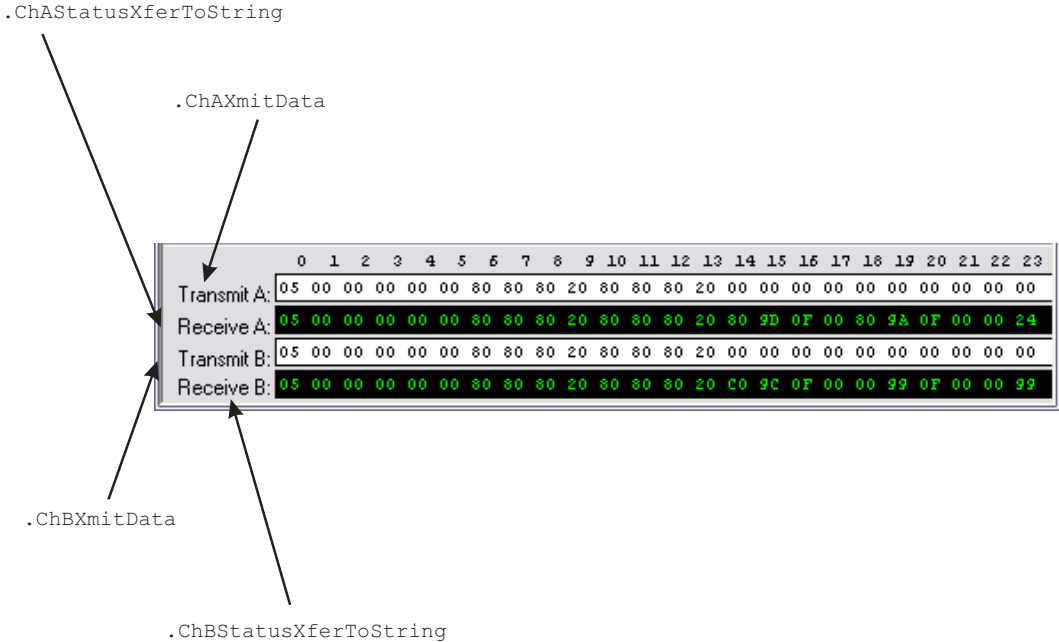 .ChAStatusXferToString
.ChAXmitData
0 1 2 3 4 5 6 7 8 9 10 11 12 13 14 15 16 17 18 19 20 21 22 23
Transmit A: 05 00 00 00 00 00 80 80 80 20 80 80 80 20 00 00 00 00 00 00 00 00 00 00
Receive A: 05 00 00 00 00 00 80 80 80 20 80 80 80 20 80 9D 0F 00 80 9A 0F 00 00 24
Transmit B: 05 00 00 00 00 00 80 80 80 20 80 80 80 20 00 00 00 00 00 00 00 00 00 00
Receive B: 05 00 00 00 00 00 80 80 80 20 80 80 80 20 C0 9C 0F 00 00 99 0F 00 00 99
.ChBXmitData
.ChBStatusXferToString